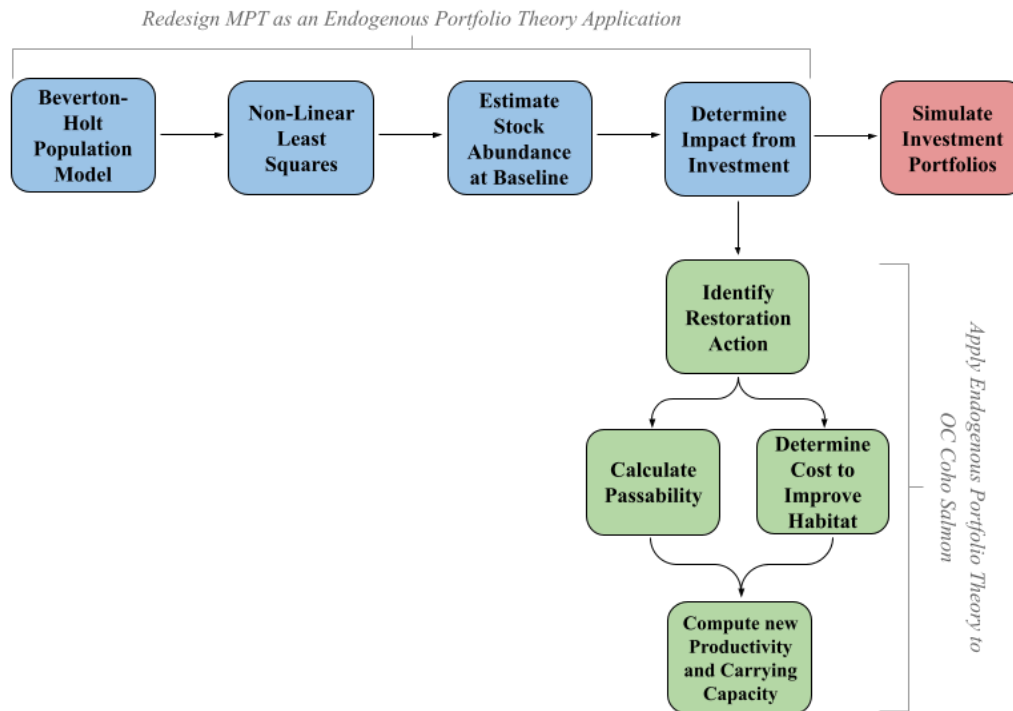 Redesign MPT as an Endogenous Portfolio Theory Application
Beverton-
Holt
Population
Model
Non-Linear
Least
Squares
Estimate
Stock
Abundance
at Baseline
Determine
Impact from
Investment
Simulate
Investment
Portfolios
Identify
Restoration
Action
Calculate
Passability
Determine
Cost to
Improve
Habitat
Compute new
Productivity
and Carrying
Capacity
Apply Endogenous Portfolio Theory to
OC Coho Salmon